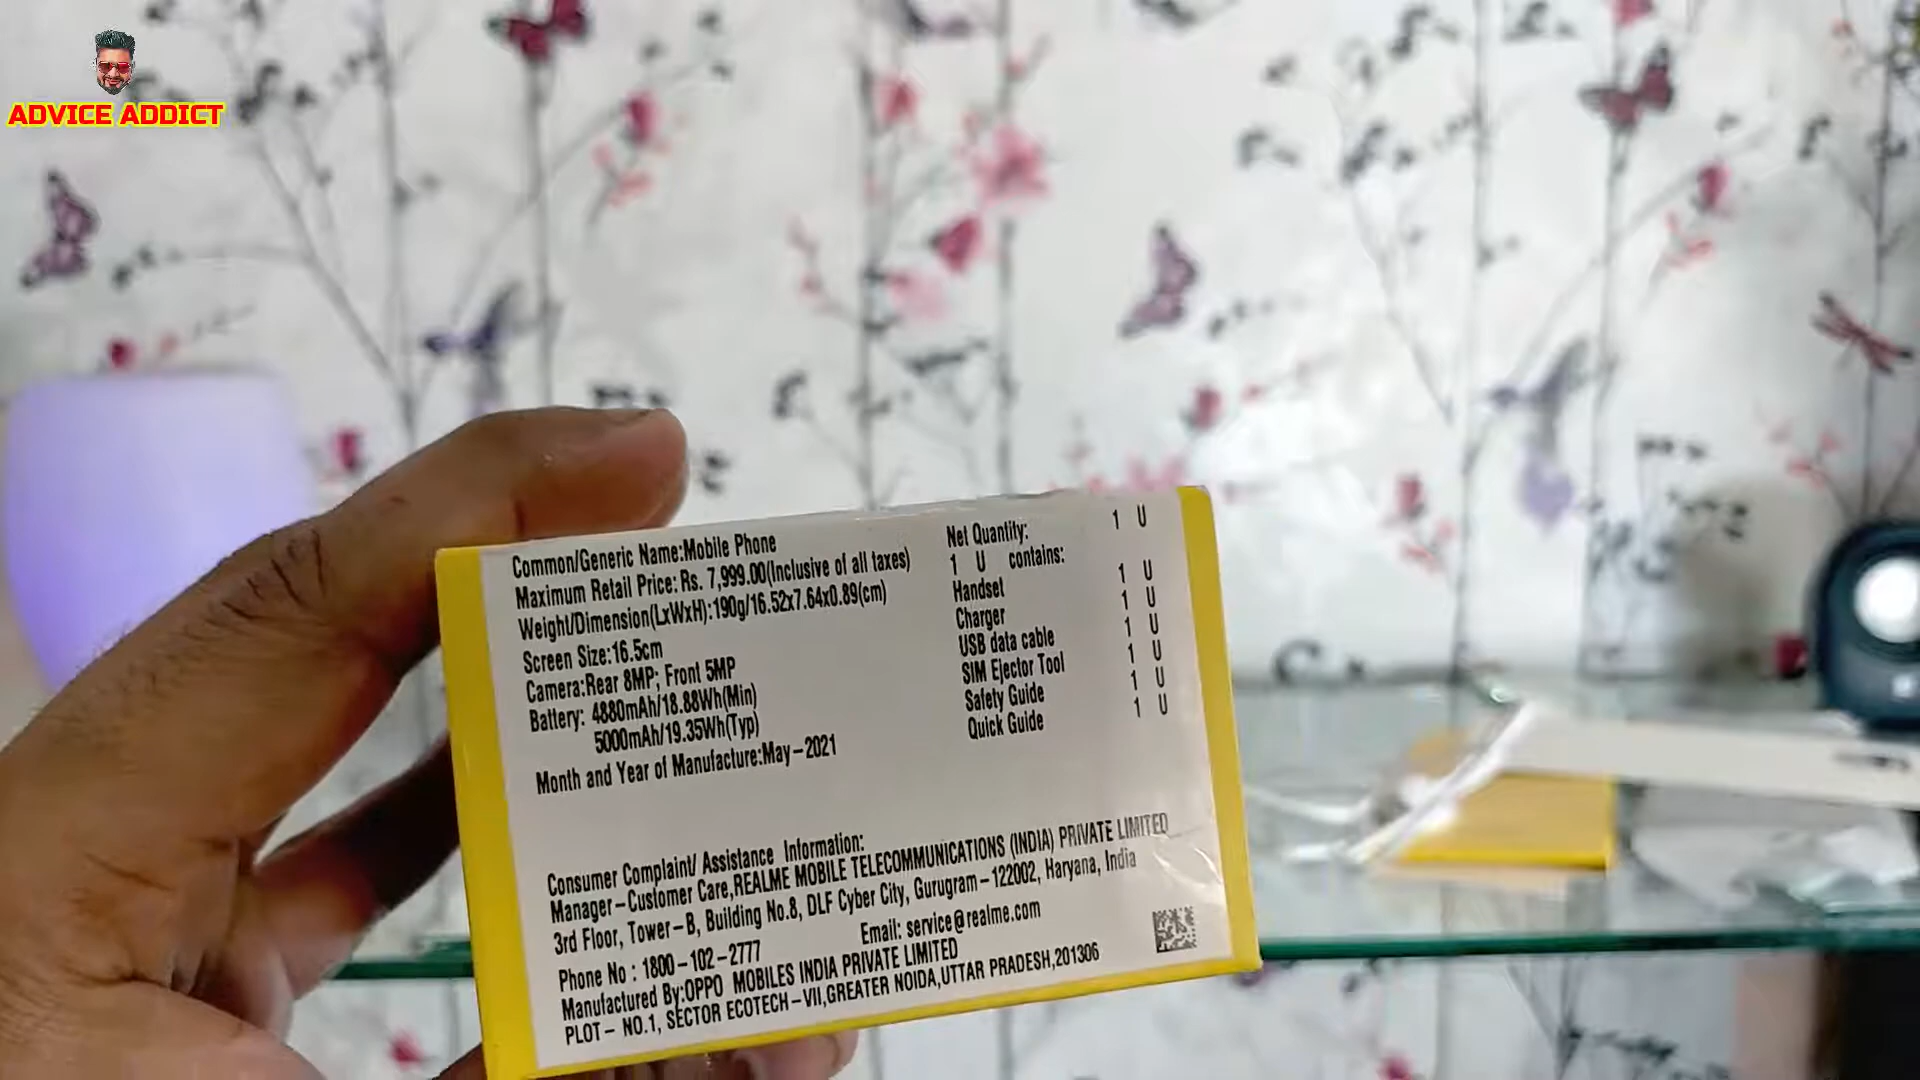 ADVICE ADDICT
Common/Generic Name:Mobile Phone
Maximum Retail Price: Rs. 7,999.00(Inclusive of all taxes)
Weight/Dimension(LxWxH):190g/16.52x7.64x0.89(cm)
Screen Size:16.5cm
Camera:Rear 8MP; Front 5MP
Battery: 4880mAh/18.88Wh(Min)
5000mAh/19.35Wh(Typ)
Month and Year of Manufacture:May-2021
Net Quantity: 1 U
1 U contains:
Handset 1 U
Charger 1 U
USB data cable 1 U
SIM Ejector Tool 1 U
Safety Guide 1 U
Quick Guide 1 U
Consumer Complaint/ Assistance Information:
Manager-Customer Care,REALME MOBILE TELECOMMUNICATIONS (INDIA) PRIVATE LIMITED
3rd Floor, Tower-B, Building No.8, DLF Cyber City, Gurugram-122002, Haryana, India
Phone No : 1800-102-2777 Email: service@realme.com
Manufactured By:OPPO MOBILES INDIA PRIVATE LIMITED
PLOT- NO.1, SECTOR ECOTECH-VII,GREATER NOIDA,UTTAR PRADESH,201306